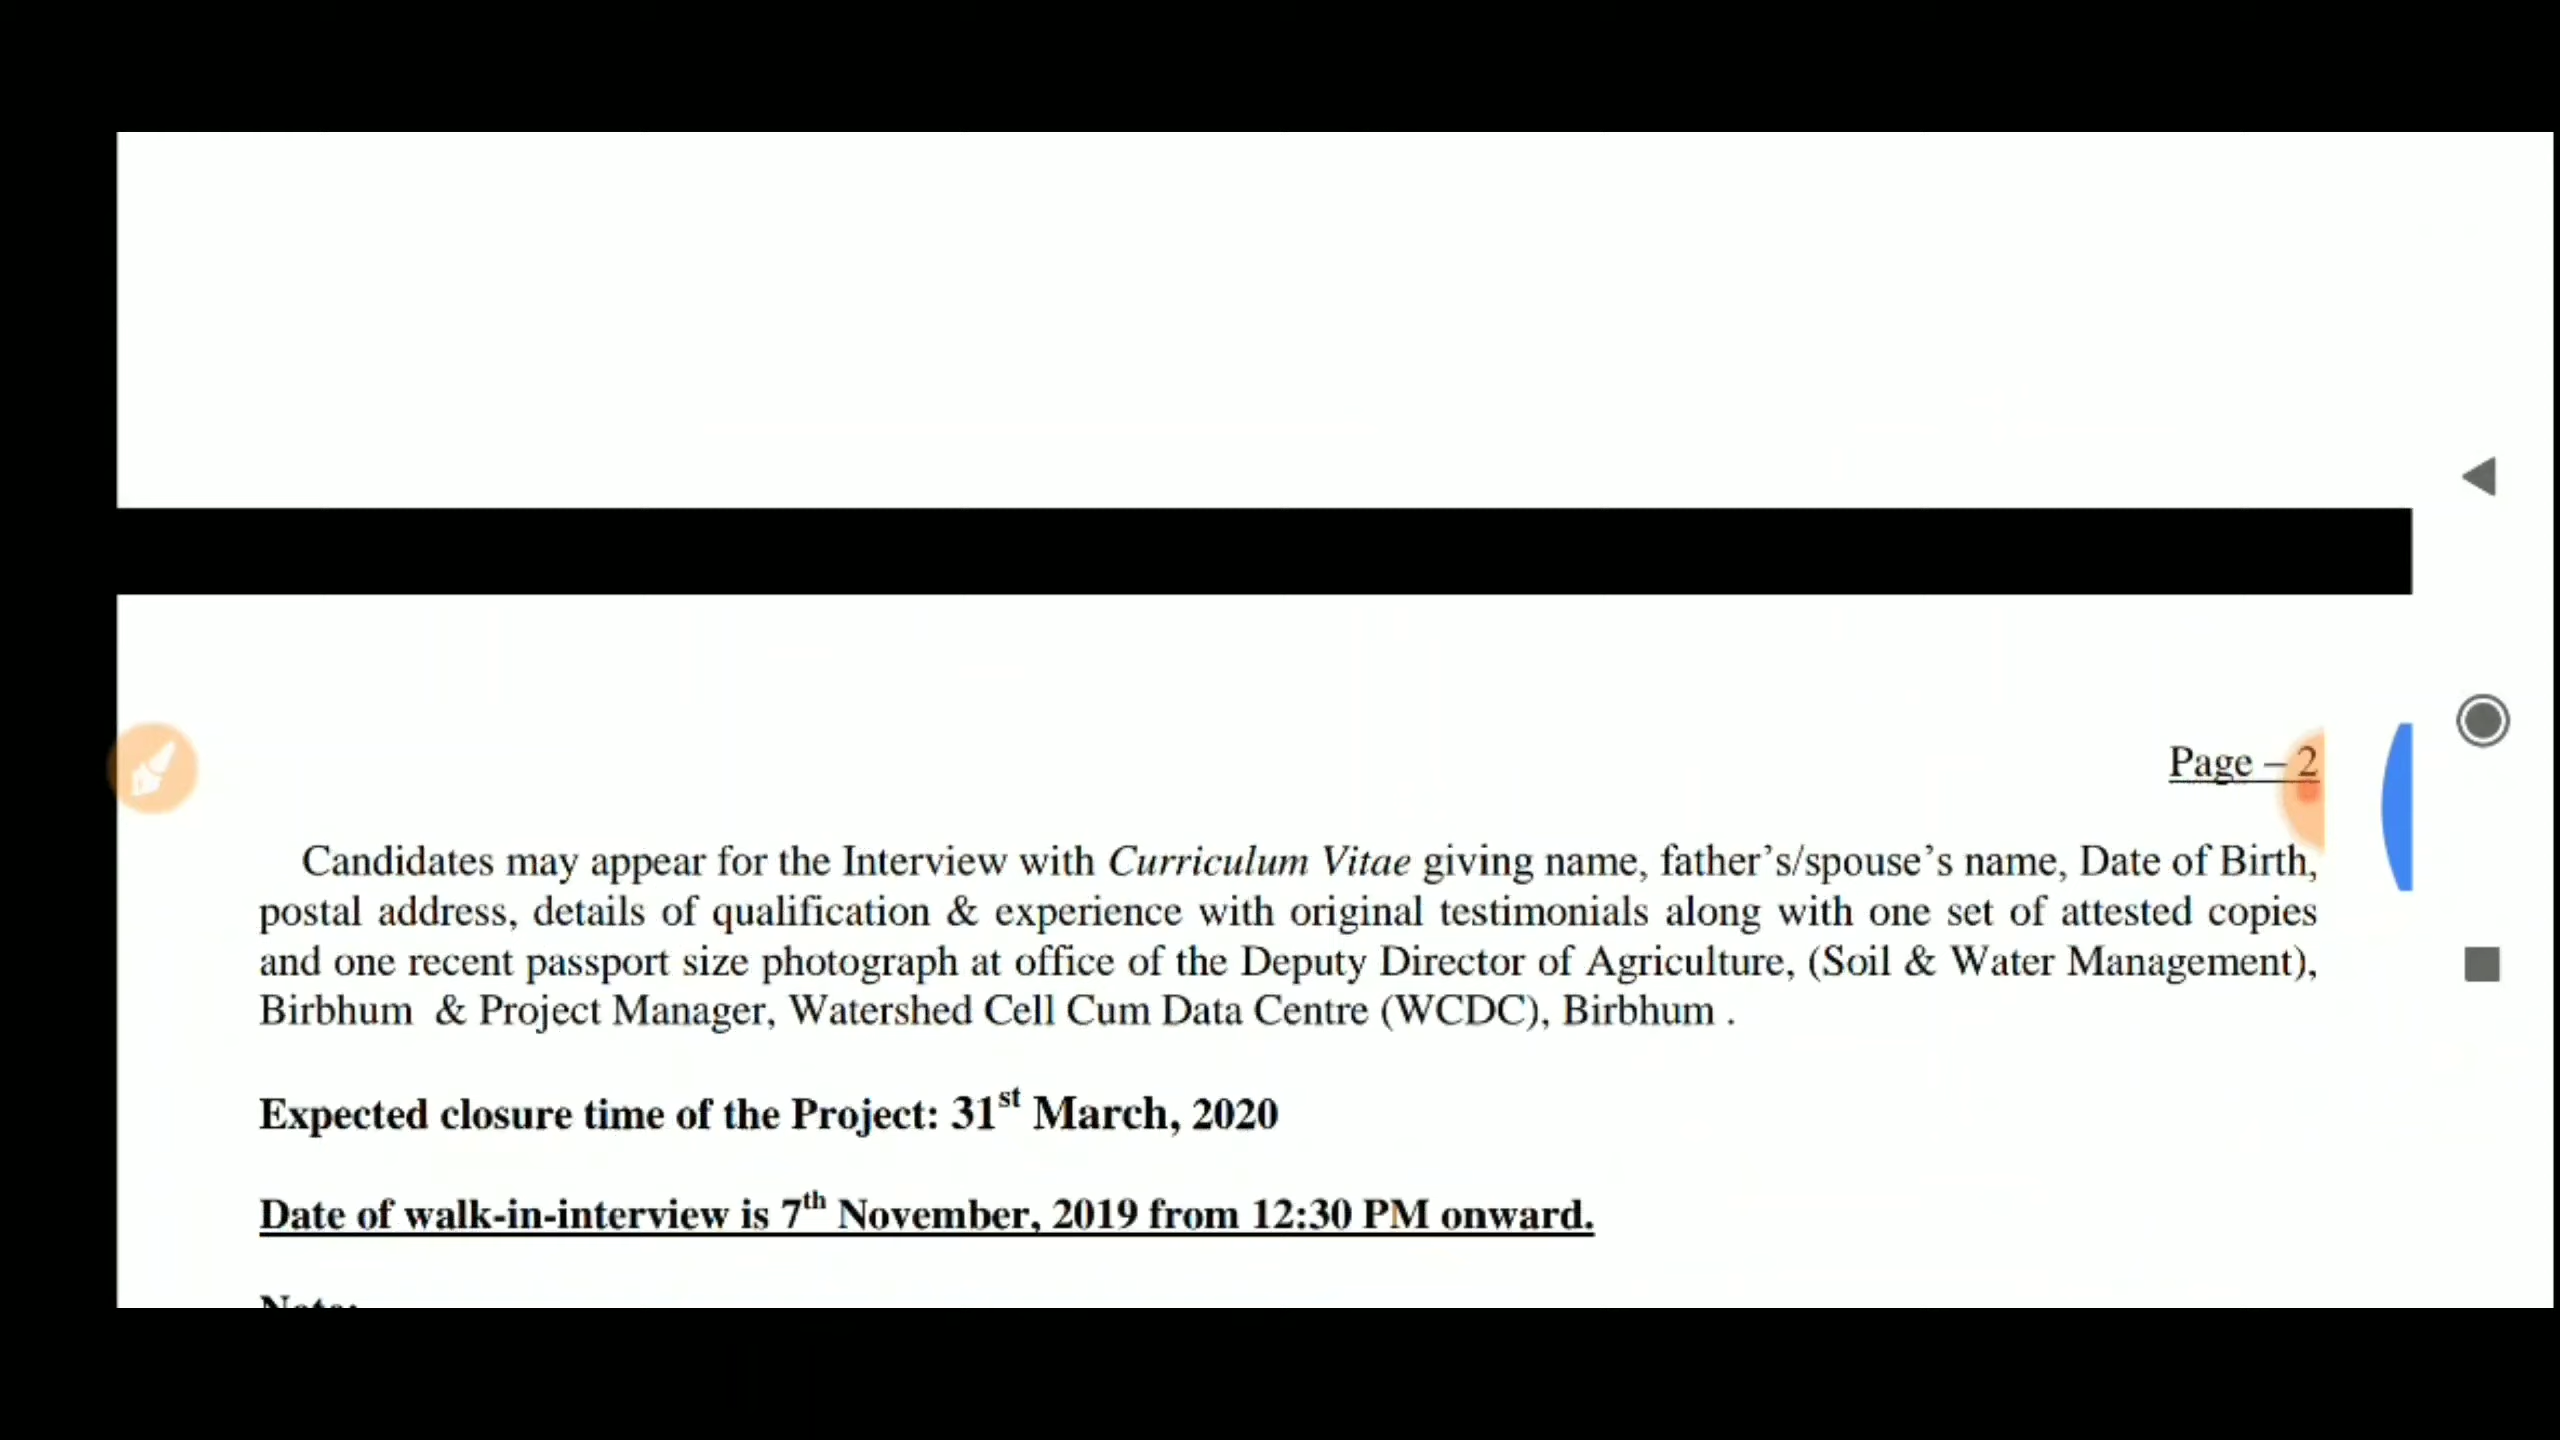 Page – 2
Candidates may appear for the Interview with Curriculum Vitae giving name, father’s/spouse’s name, Date of Birth,
postal address, details of qualification & experience with original testimonials along with one set of attested copies
and one recent passport size photograph at office of the Deputy Director of Agriculture, (Soil & Water Management),
Birbhum & Project Manager, Watershed Cell Cum Data Centre (WCDC), Birbhum .
Expected closure time of the Project: 31st March, 2020
Date of walk-in-interview is 7th November, 2019 from 12:30 PM onward.
Note: